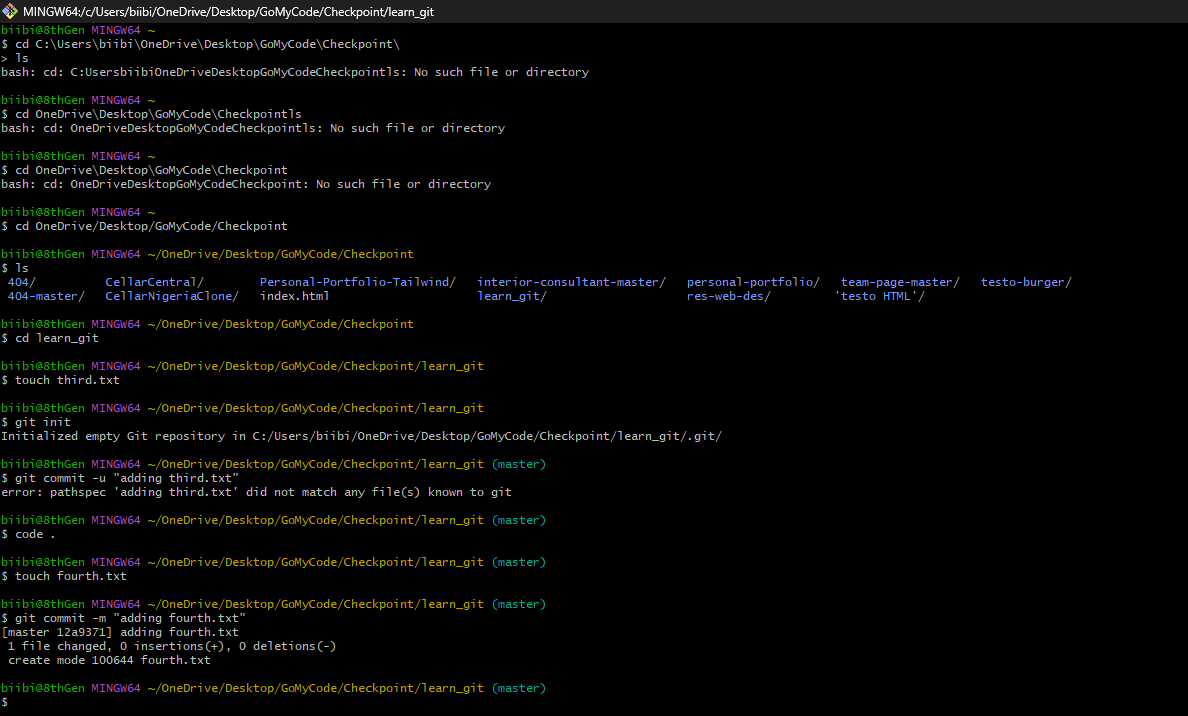 MINGW64:/c/Users/biibi/OneDrive/Desktop/GoMyCode/Checkpoint/learn_git
biibi@8thGen MINGW64 ~
$ cd C:\Users\biibi\OneDrive\Desktop\GoMyCode\Checkpoint\
> ls
bash: cd: C:UsersbiibiOneDriveDesktopGoMyCodeCheckpointls: No such file or directory
biibi@8thGen MINGW64 ~
$ cd OneDrive\Desktop\GoMyCode\Checkpointls
bash: cd: OneDriveDesktopGoMyCodeCheckpointls: No such file or directory
biibi@8thGen MINGW64 ~
$ cd OneDrive\Desktop\GoMyCode\Checkpoint
bash: cd: OneDriveDesktopGoMyCodeCheckpoint: No such file or directory
biibi@8thGen MINGW64 ~
$ cd OneDrive/Desktop/GoMyCode/Checkpoint
biibi@8thGen MINGW64 ~/OneDrive/Desktop/GoMyCode/Checkpoint
$ ls
404/ CellarCentral/ Personal-Portfolio-Tailwind/ interior-consultant-master/ personal-portfolio/ team-page-master/ testo-burger/
404-master/ CellarNigeriaClone/ index.html learn_git/ res-web-des/ 'testo HTML'/
biibi@8thGen MINGW64 ~/OneDrive/Desktop/GoMyCode/Checkpoint
$ cd learn_git
biibi@8thGen MINGW64 ~/OneDrive/Desktop/GoMyCode/Checkpoint/learn_git
$ touch third.txt
biibi@8thGen MINGW64 ~/OneDrive/Desktop/GoMyCode/Checkpoint/learn_git
$ git init
Initialized empty Git repository in C:/Users/biibi/OneDrive/Desktop/GoMyCode/Checkpoint/learn_git/.git/
biibi@8thGen MINGW64 ~/OneDrive/Desktop/GoMyCode/Checkpoint/learn_git (master)
$ git commit -u "adding third.txt"
error: pathspec 'adding third.txt' did not match any file(s) known to git
biibi@8thGen MINGW64 ~/OneDrive/Desktop/GoMyCode/Checkpoint/learn_git (master)
$ code .
biibi@8thGen MINGW64 ~/OneDrive/Desktop/GoMyCode/Checkpoint/learn_git (master)
$ touch fourth.txt
biibi@8thGen MINGW64 ~/OneDrive/Desktop/GoMyCode/Checkpoint/learn_git (master)
$ git commit -m "adding fourth.txt"
[master 12a9371] adding fourth.txt
1 file changed, 0 insertions(+), 0 deletions(-)
create mode 100644 fourth.txt
biibi@8thGen MINGW64 ~/OneDrive/Desktop/GoMyCode/Checkpoint/learn_git (master)
$